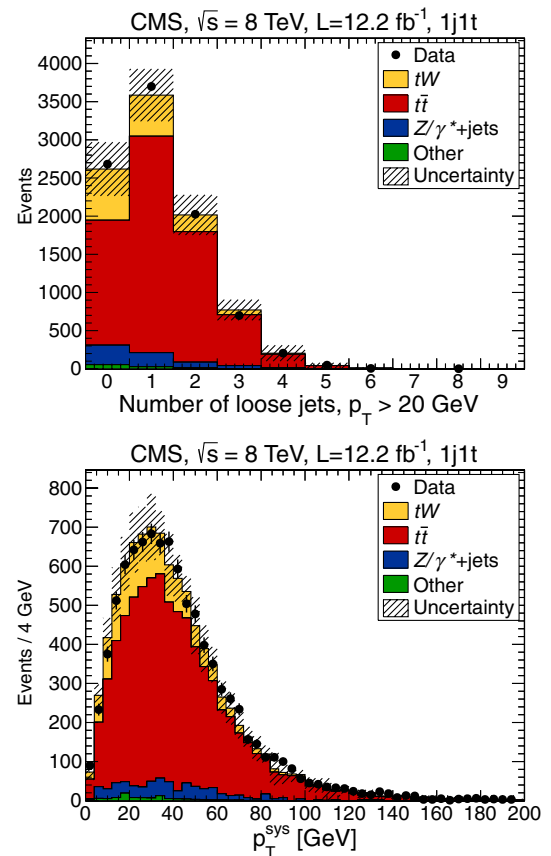 CMS, √s = 8 TeV, L=12.2 fb⁻¹, 1j1t
Events
4000
3500
3000
2500
2000
1500
1000
500
0
Data
tW
tt̄
Z/γ*+jets
Other
Uncertainty
0 1 2 3 4 5 6 7 8 9
Number of loose jets, p_T > 20 GeV
CMS, √s = 8 TeV, L=12.2 fb⁻¹, 1j1t
Events / 4 GeV
800
700
600
500
400
300
200
100
0
Data
tW
tt̄
Z/γ*+jets
Other
Uncertainty
0 20 40 60 80 100 120 140 160 180 200
p_T^sys [GeV]